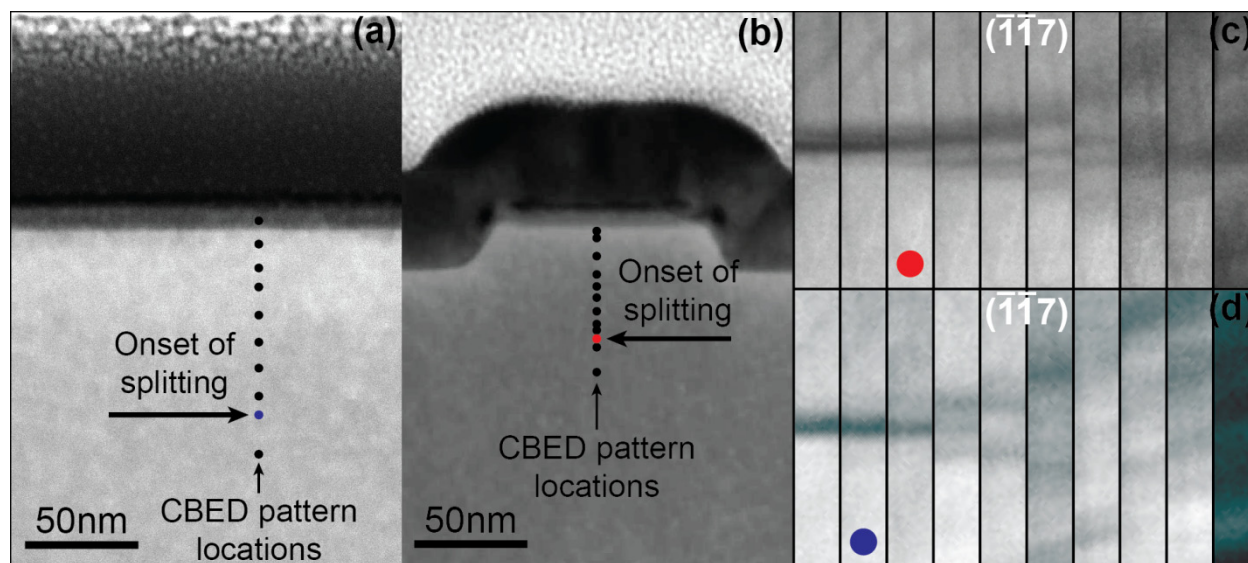 (a)
Onset of
splitting
CBED pattern
locations
50nm
(b)
Onset of
splitting
CBED pattern
locations
50nm
(1̅1̅7)
(c)
(1̅1̅7)
(d)